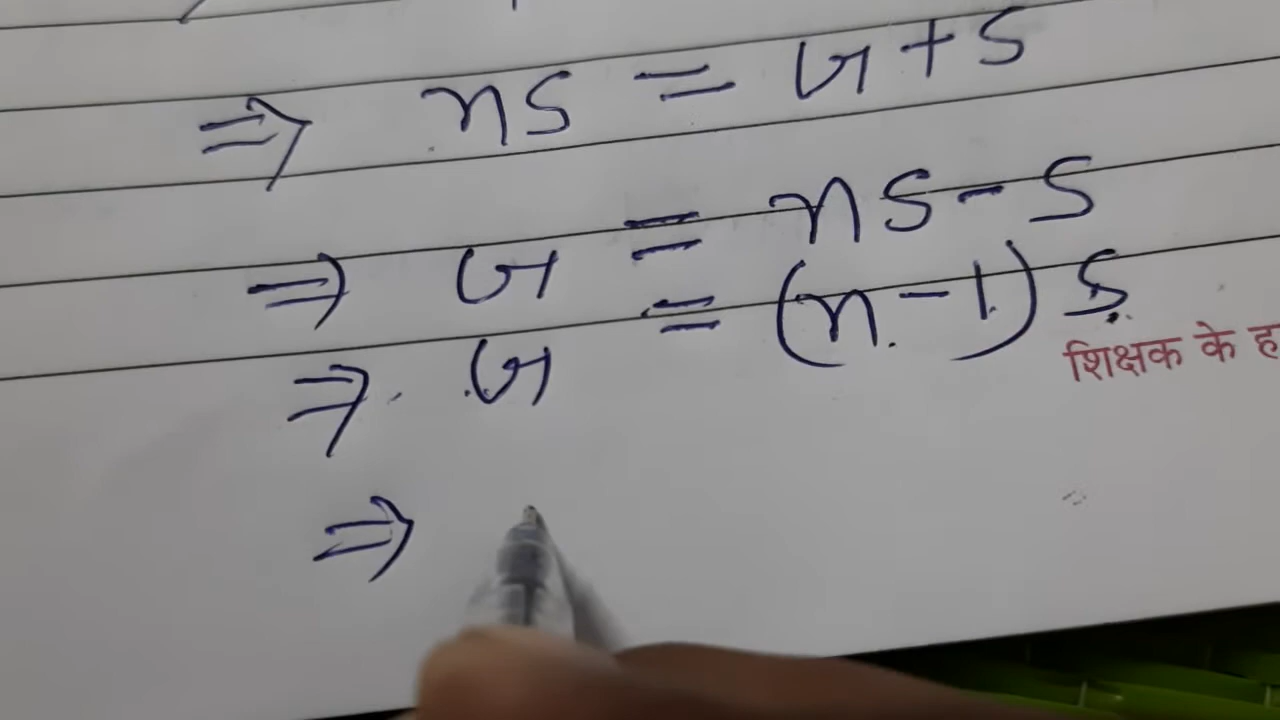 ⇒ nS = G + S
⇒ G = nS - S
⇒ G = (n - 1) S
शिक्षक के ह
⇒